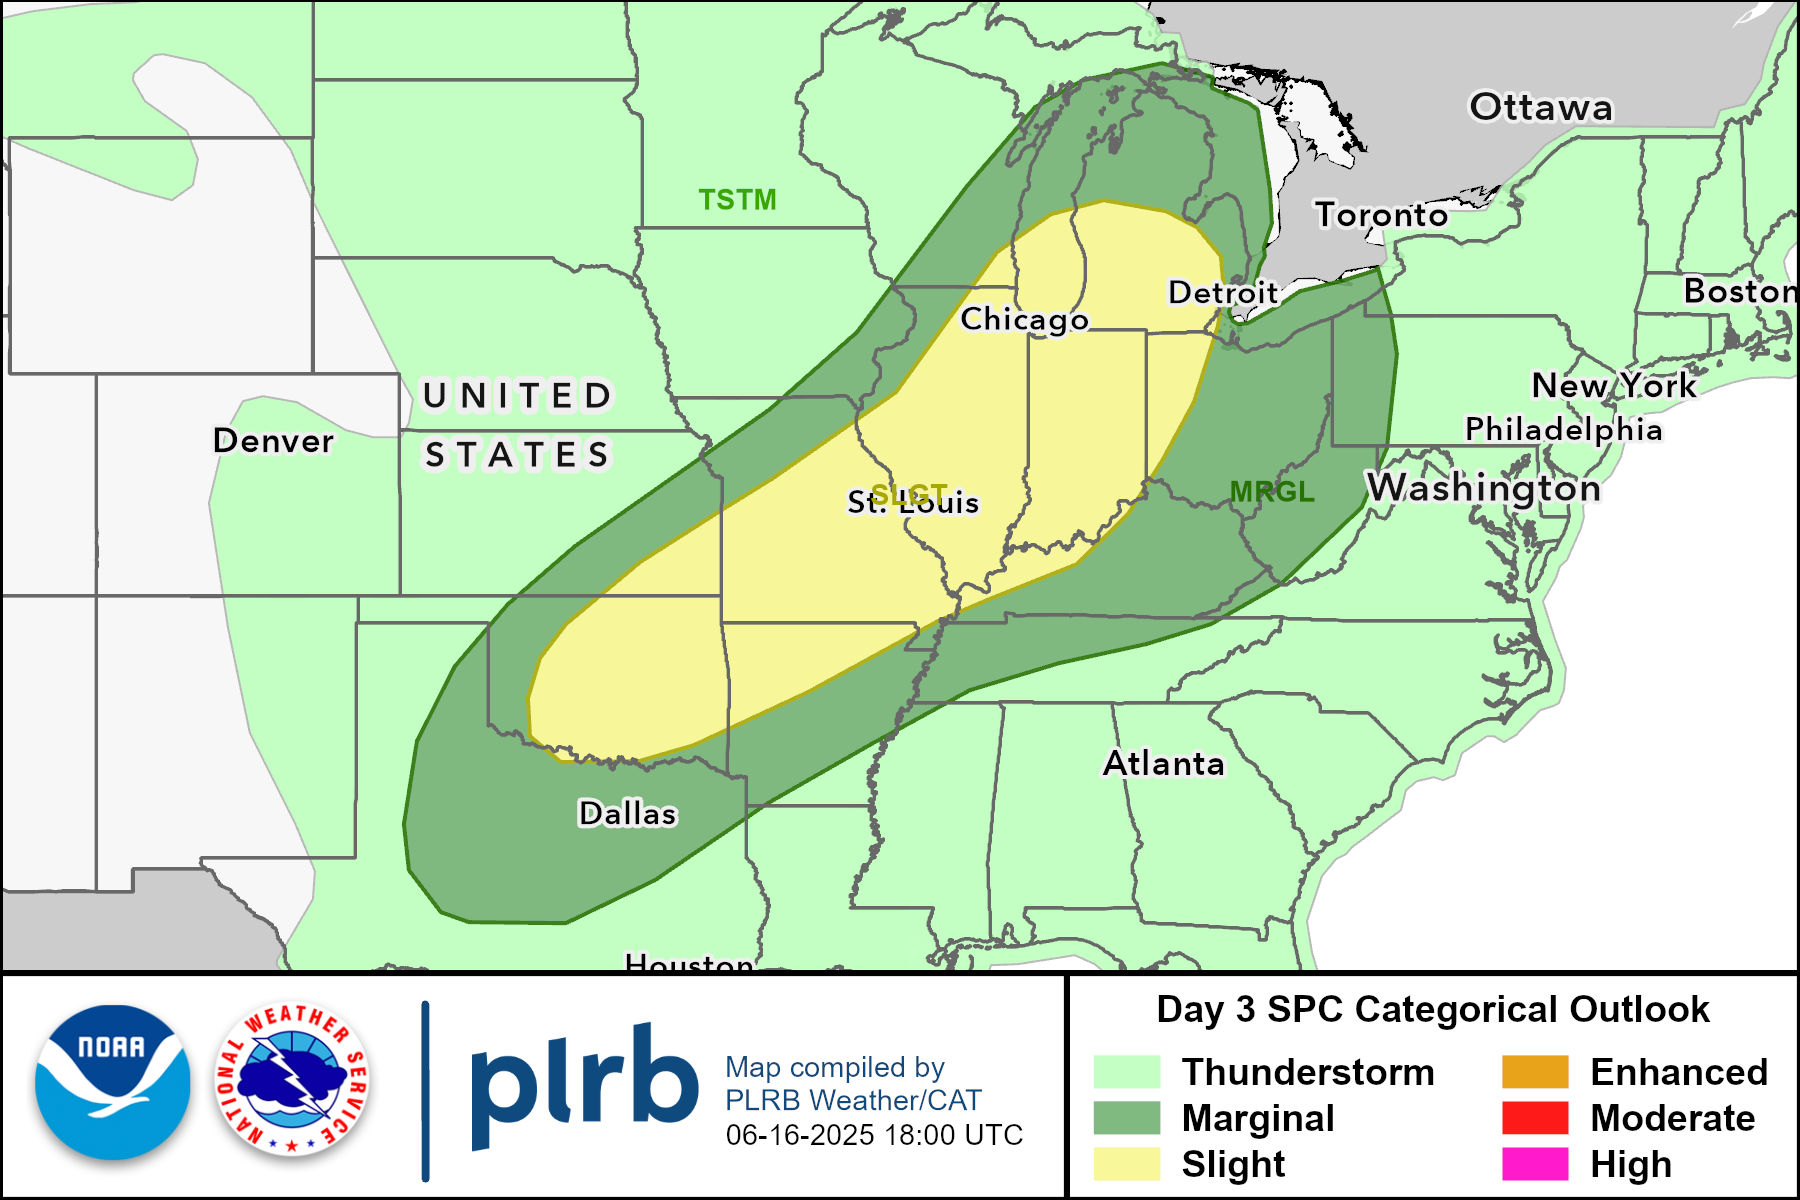 Ottawa
TSTM
Toronto
Detroit
Boston
Chicago
UNITED
STATES
New York
Denver
Philadelphia
SLGT
St. Louis
MRGL
Washington
Atlanta
Dallas
Houston
NOAA
NATIONAL WEATHER SERVICE
plrb
Map compiled by
PLRB Weather/CAT
06-16-2025 18:00 UTC
Day 3 SPC Categorical Outlook
Thunderstorm
Enhanced
Marginal
Moderate
Slight
High